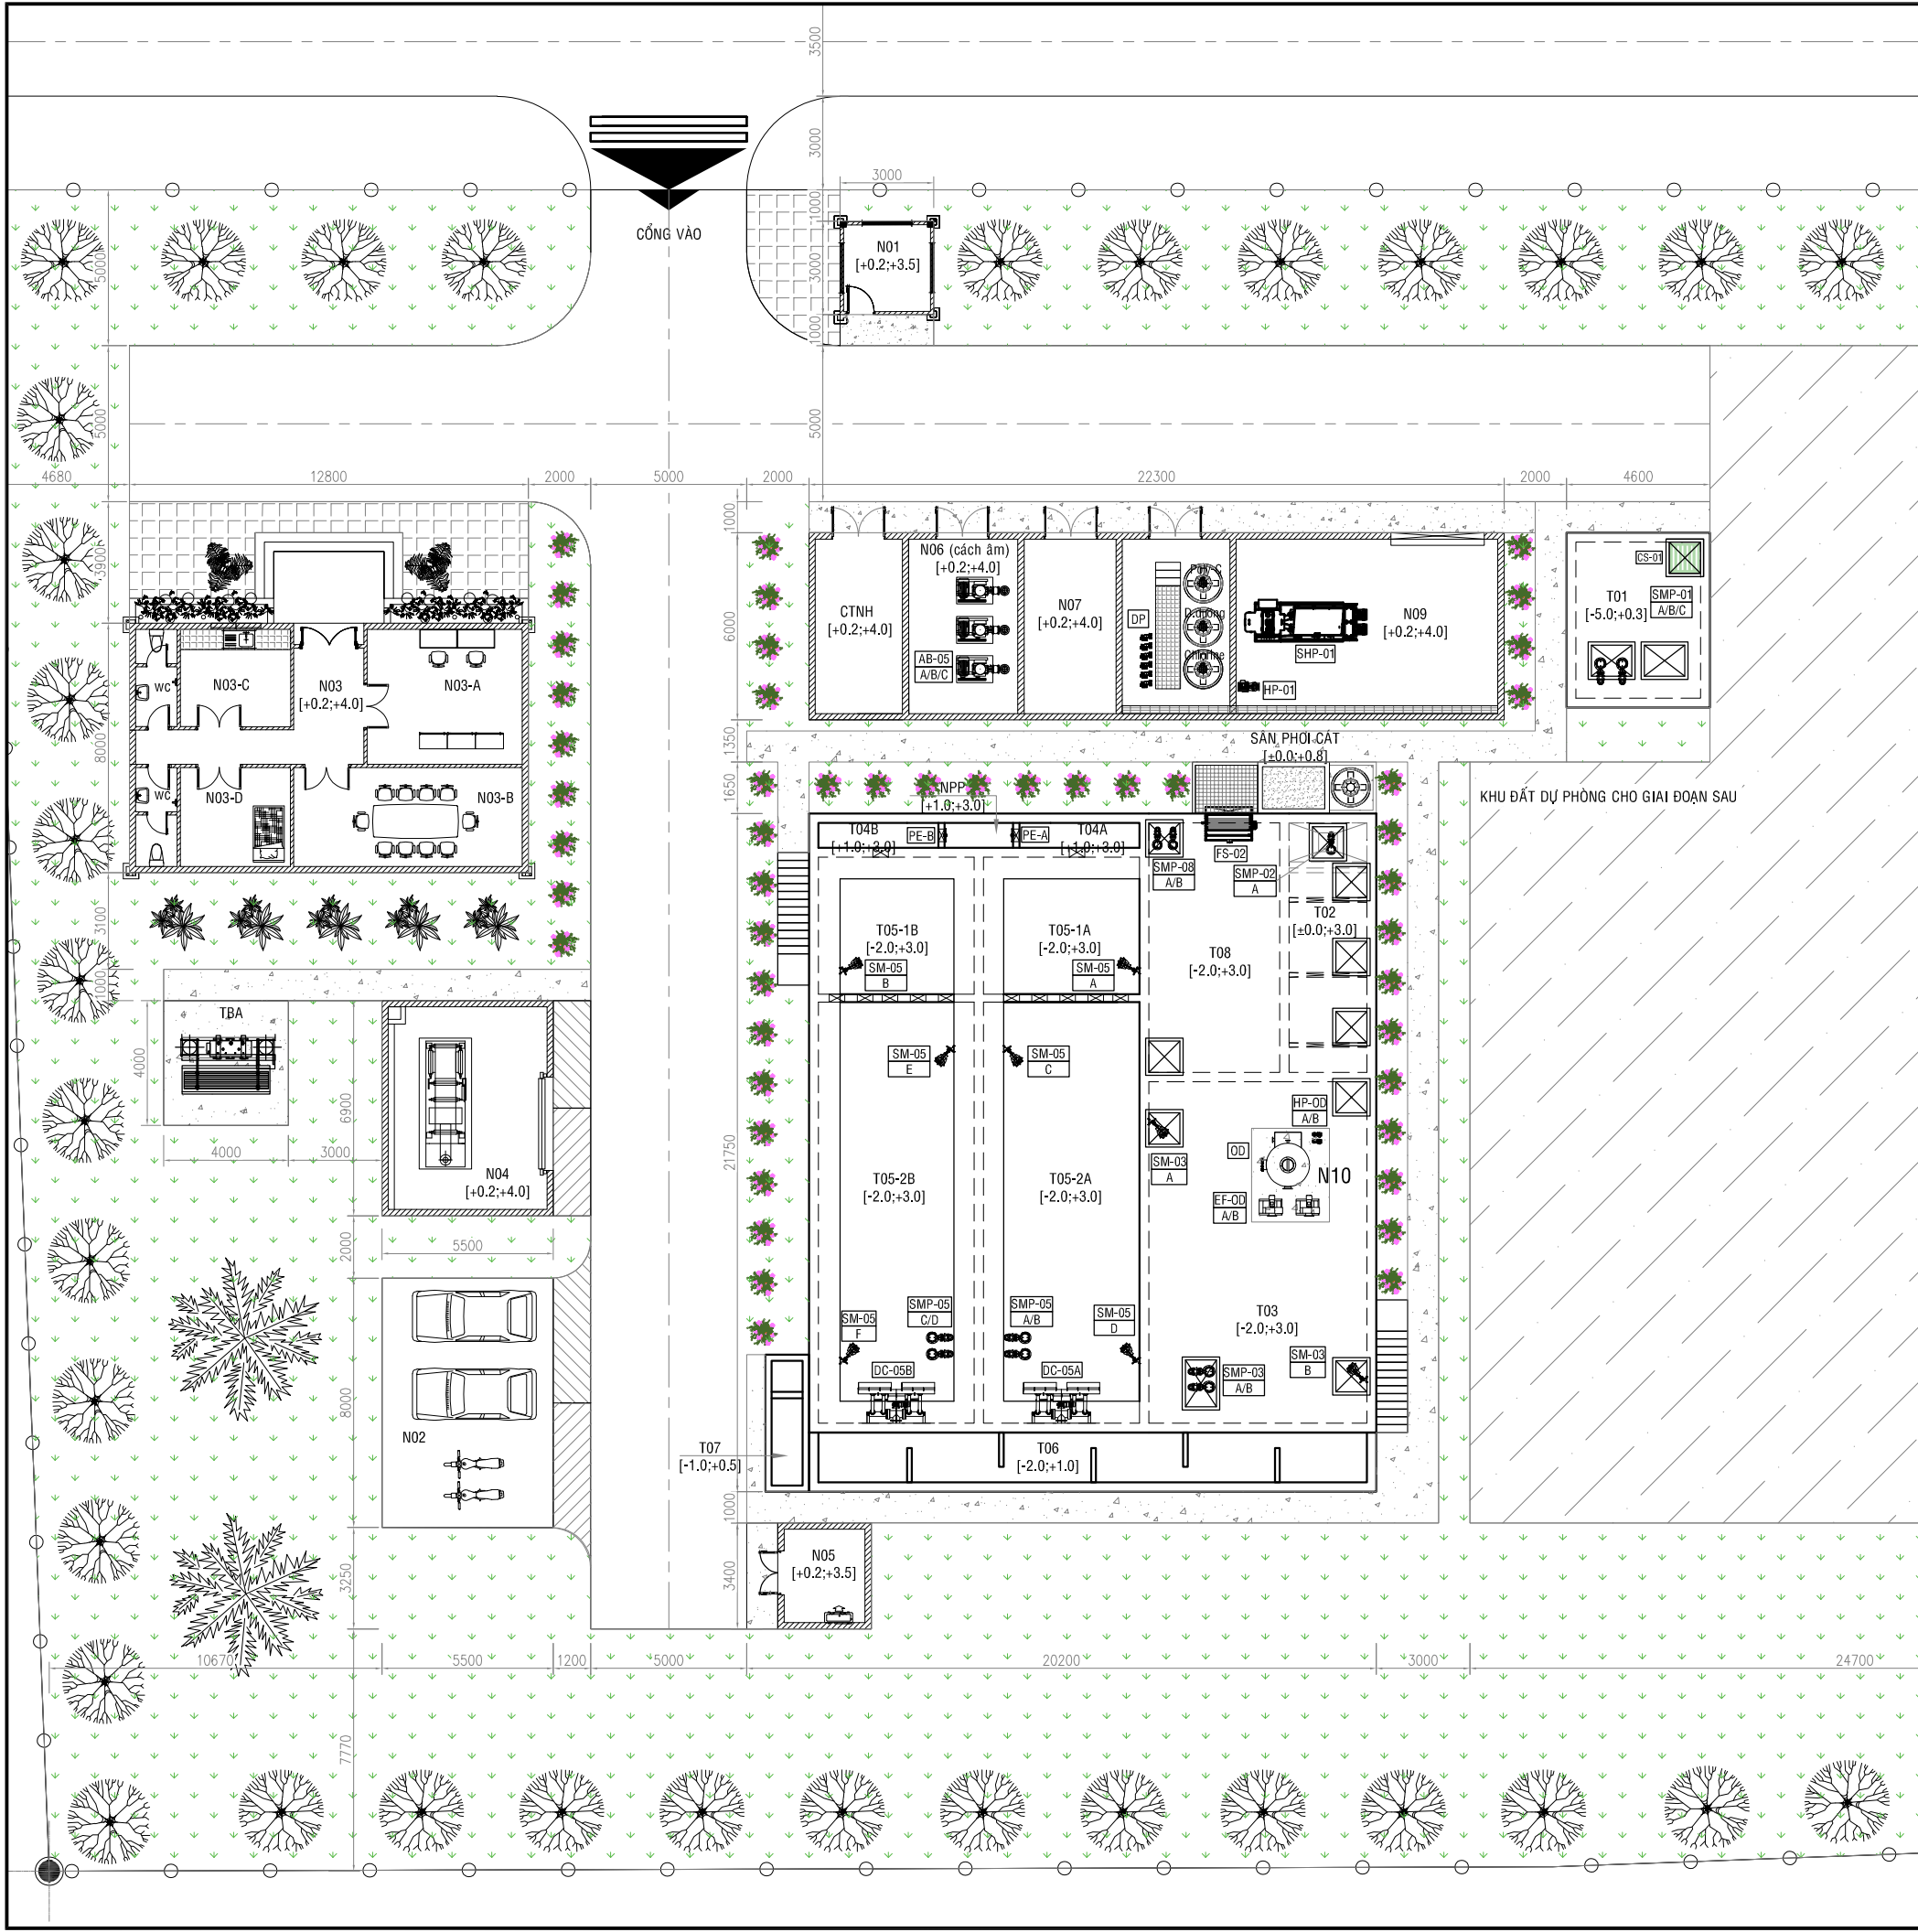 3500
3000
3000
1000
CỔNG VÀO
N01
[+0.2;+3.5]
3000
5000
1000
5000
5000
4680
12800
2000
5000
2000
22300
2000
4600
1000
3900
N06 (cách âm)
[+0.2;+4.0]
CS-01
CTNH
[+0.2;+4.0]
N07
[+0.2;+4.0]
Poly C
D.dưỡng
Chlorine
DP
N09
[+0.2;+4.0]
T01
[-5.0;+0.3]
SMP-01
A/B/C
6000
SHP-01
AB-05
A/B/C
HP-01
WC
N03-C
N03
[+0.2;+4.0]
N03-A
8000
WC
N03-D
N03-B
1350
SÂN PHƠI CÁT
[±0.0;+0.8]
1650
NPP
[+1.0;+3.0]
KHU ĐẤT DỰ PHÒNG CHO GIAI ĐOẠN SAU
T04B
[+1.0;+3.0]
PE-B
PE-A
T04A
[+1.0;+3.0]
FS-02
SMP-08
A/B
SMP-02
A
T02
[±0.0;+3.0]
T05-1B
[-2.0;+3.0]
T05-1A
[-2.0;+3.0]
T08
[-2.0;+3.0]
SM-05
B
SM-05
A
3100
1000
TBA
4000
4000
3000
6900
N04
[+0.2;+4.0]
SM-05
E
SM-05
C
HP-OD
A/B
OD
SM-03
A
N10
EF-OD
A/B
21750
T05-2B
[-2.0;+3.0]
T05-2A
[-2.0;+3.0]
2000
5500
SM-05
F
SMP-05
C/D
SMP-05
A/B
SM-05
D
T03
[-2.0;+3.0]
SM-03
B
SMP-03
A/B
DC-05B
DC-05A
8000
N02
T07
[-1.0;+0.5]
T06
[-2.0;+1.0]
1000
3250
3400
N05
[+0.2;+3.5]
10670
5500
1200
5000
20200
3000
24700
7770